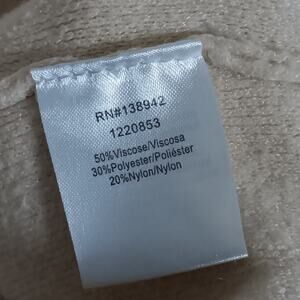 RN#138942
1220853
50%Viscose/Viscosa
30%Polyester/Poliéster
20%Nylon/Nylon